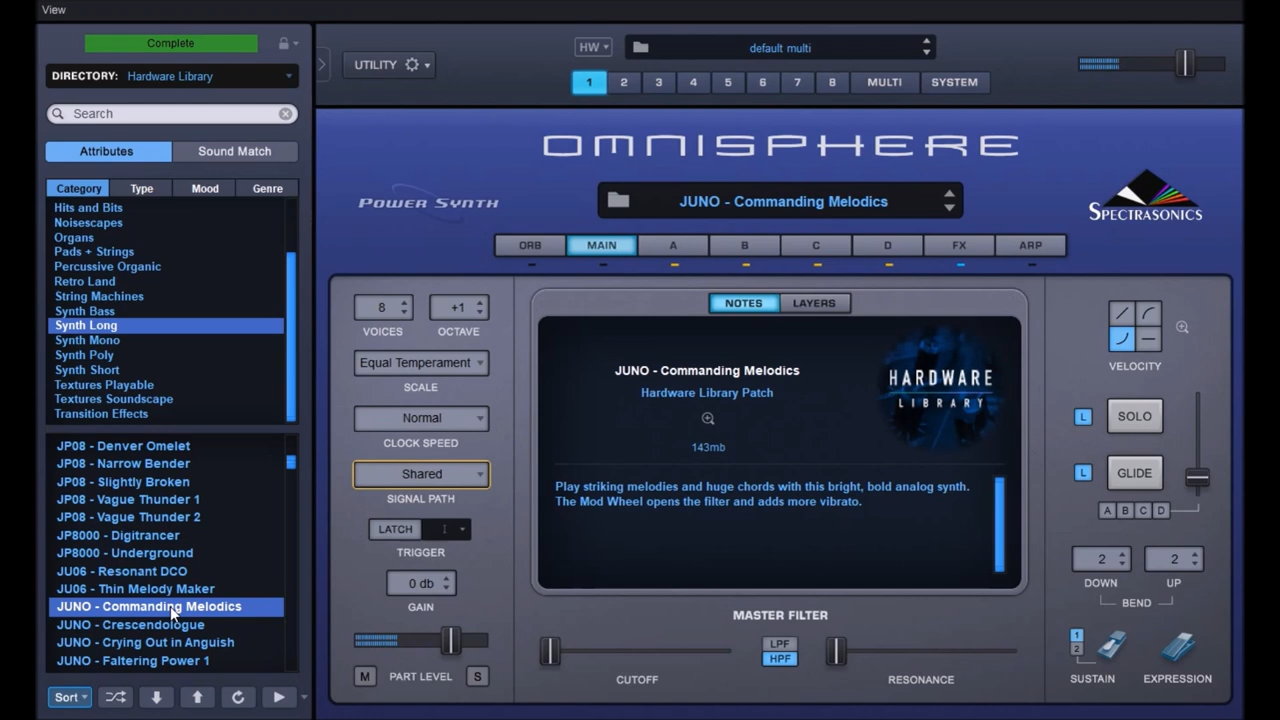 View
Complete
DIRECTORY: Hardware Library
Search
Attributes
Sound Match
Category
Type
Mood
Genre
Hits and Bits
Noisescapes
Organs
Pads + Strings
Percussive Organic
Retro Land
String Machines
Synth Bass
Synth Long
Synth Mono
Synth Poly
Synth Short
Textures Playable
Textures Soundscape
Transition Effects
JP08 - Denver Omelet
JP08 - Narrow Bender
JP08 - Slightly Broken
JP08 - Vague Thunder 1
JP08 - Vague Thunder 2
JP8000 - Digitrancer
JP8000 - Underground
JU06 - Resonant DCO
JU06 - Thin Melody Maker
JUNO - Commanding Melodics
JUNO - Crescendologue
JUNO - Crying Out in Anguish
JUNO - Faltering Power 1
Sort
UTILITY
HW
default multi
1 2 3 4 5 6 7 8 MULTI SYSTEM
OMNISPHERE
POWER SYNTH
JUNO - Commanding Melodics
SPECTRASONICS
ORB MAIN A B C D FX ARP
8
VOICES
+1
OCTAVE
Equal Temperament
SCALE
Normal
CLOCK SPEED
Shared
SIGNAL PATH
LATCH
TRIGGER
0 db
GAIN
M PART LEVEL S
NOTES LAYERS
JUNO - Commanding Melodics
Hardware Library Patch
143mb
HARDWARE
LIBRARY
Play striking melodies and huge chords with this bright, bold analog synth.
The Mod Wheel opens the filter and adds more vibrato.
MASTER FILTER
LPF
HPF
CUTOFF
RESONANCE
VELOCITY
L SOLO
L GLIDE
A B C D
2
DOWN
2
UP
BEND
1
2
SUSTAIN
EXPRESSION